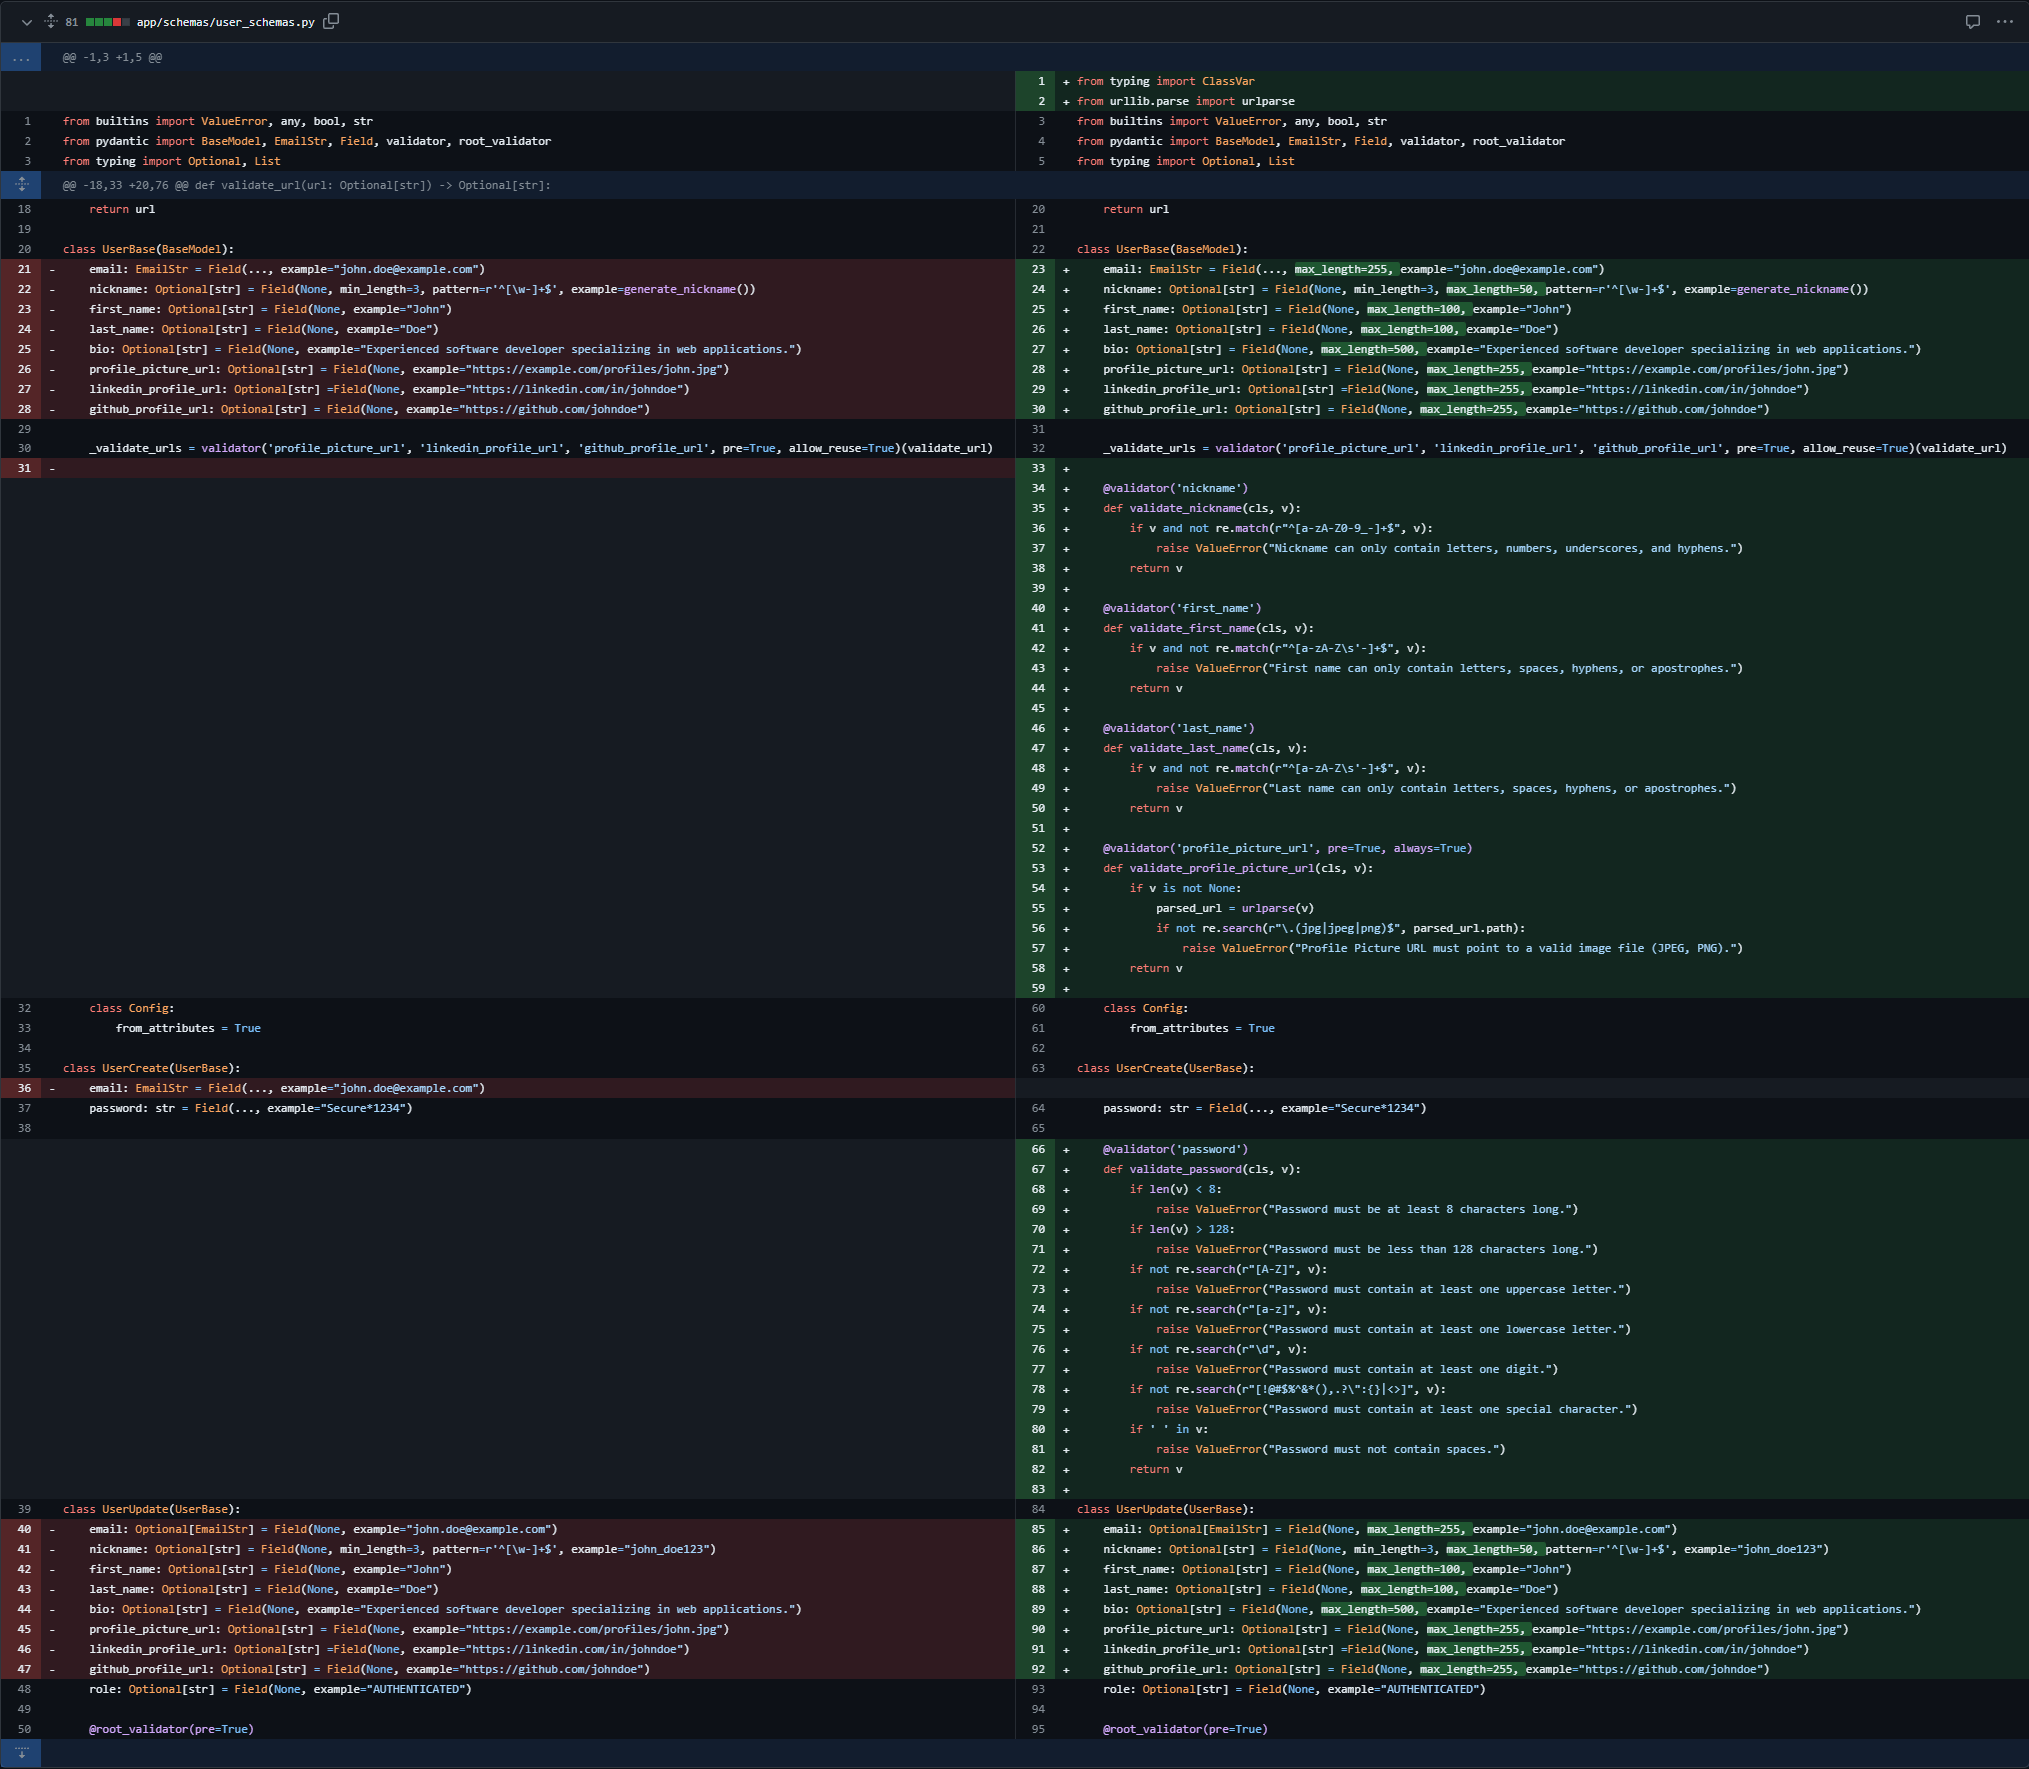 81 app/schemas/user_schemas.py
@@ -1,3 +1,5 @@
1 + from typing import ClassVar
2 + from urllib.parse import urlparse
1 from builtins import ValueError, any, bool, str
2 from pydantic import BaseModel, EmailStr, Field, validator, root_validator
3 from typing import Optional, List
3 from builtins import ValueError, any, bool, str
4 from pydantic import BaseModel, EmailStr, Field, validator, root_validator
5 from typing import Optional, List
@@ -18,33 +20,76 @@ def validate_url(url: Optional[str]) -> Optional[str]:
18 return url
19
20 class UserBase(BaseModel):
21 - email: EmailStr = Field(..., example="john.doe@example.com")
22 - nickname: Optional[str] = Field(None, min_length=3, pattern=r'^[\w-]+$', example=generate_nickname())
23 - first_name: Optional[str] = Field(None, example="John")
24 - last_name: Optional[str] = Field(None, example="Doe")
25 - bio: Optional[str] = Field(None, example="Experienced software developer specializing in web applications.")
26 - profile_picture_url: Optional[str] = Field(None, example="https://example.com/profiles/john.jpg")
27 - linkedin_profile_url: Optional[str] =Field(None, example="https://linkedin.com/in/johndoe")
28 - github_profile_url: Optional[str] = Field(None, example="https://github.com/johndoe")
29
30 _validate_urls = validator('profile_picture_url', 'linkedin_profile_url', 'github_profile_url', pre=True, allow_reuse=True)(validate_url)
31 -
32 class Config:
33 from_attributes = True
34
35 class UserCreate(UserBase):
36 - email: EmailStr = Field(..., example="john.doe@example.com")
37 password: str = Field(..., example="Secure*1234")
38
39 class UserUpdate(UserBase):
40 - email: Optional[EmailStr] = Field(None, example="john.doe@example.com")
41 - nickname: Optional[str] = Field(None, min_length=3, pattern=r'^[\w-]+$', example="john_doe123")
42 - first_name: Optional[str] = Field(None, example="John")
43 - last_name: Optional[str] = Field(None, example="Doe")
44 - bio: Optional[str] = Field(None, example="Experienced software developer specializing in web applications.")
45 - profile_picture_url: Optional[str] = Field(None, example="https://example.com/profiles/john.jpg")
46 - linkedin_profile_url: Optional[str] =Field(None, example="https://linkedin.com/in/johndoe")
47 - github_profile_url: Optional[str] = Field(None, example="https://github.com/johndoe")
48 role: Optional[str] = Field(None, example="AUTHENTICATED")
49
50 @root_validator(pre=True)
20 return url
21
22 class UserBase(BaseModel):
23 + email: EmailStr = Field(..., max_length=255, example="john.doe@example.com")
24 + nickname: Optional[str] = Field(None, min_length=3, max_length=50, pattern=r'^[\w-]+$', example=generate_nickname())
25 + first_name: Optional[str] = Field(None, max_length=100, example="John")
26 + last_name: Optional[str] = Field(None, max_length=100, example="Doe")
27 + bio: Optional[str] = Field(None, max_length=500, example="Experienced software developer specializing in web applications.")
28 + profile_picture_url: Optional[str] = Field(None, max_length=255, example="https://example.com/profiles/john.jpg")
29 + linkedin_profile_url: Optional[str] =Field(None, max_length=255, example="https://linkedin.com/in/johndoe")
30 + github_profile_url: Optional[str] = Field(None, max_length=255, example="https://github.com/johndoe")
31
32 _validate_urls = validator('profile_picture_url', 'linkedin_profile_url', 'github_profile_url', pre=True, allow_reuse=True)(validate_url)
33 +
34 + @validator('nickname')
35 + def validate_nickname(cls, v):
36 + if v and not re.match(r"^[a-zA-Z0-9_-]+$", v):
37 + raise ValueError("Nickname can only contain letters, numbers, underscores, and hyphens.")
38 + return v
39 +
40 + @validator('first_name')
41 + def validate_first_name(cls, v):
42 + if v and not re.match(r"^[a-zA-Z\s'-]+$", v):
43 + raise ValueError("First name can only contain letters, spaces, hyphens, or apostrophes.")
44 + return v
45 +
46 + @validator('last_name')
47 + def validate_last_name(cls, v):
48 + if v and not re.match(r"^[a-zA-Z\s'-]+$", v):
49 + raise ValueError("Last name can only contain letters, spaces, hyphens, or apostrophes.")
50 + return v
51 +
52 + @validator('profile_picture_url', pre=True, always=True)
53 + def validate_profile_picture_url(cls, v):
54 + if v is not None:
55 + parsed_url = urlparse(v)
56 + if not re.search(r"\.(jpg|jpeg|png)$", parsed_url.path):
57 + raise ValueError("Profile Picture URL must point to a valid image file (JPEG, PNG).")
58 + return v
59 +
60 class Config:
61 from_attributes = True
62
63 class UserCreate(UserBase):
64 password: str = Field(..., example="Secure*1234")
65
66 + @validator('password')
67 + def validate_password(cls, v):
68 + if len(v) < 8:
69 + raise ValueError("Password must be at least 8 characters long.")
70 + if len(v) > 128:
71 + raise ValueError("Password must be less than 128 characters long.")
72 + if not re.search(r"[A-Z]", v):
73 + raise ValueError("Password must contain at least one uppercase letter.")
74 + if not re.search(r"[a-z]", v):
75 + raise ValueError("Password must contain at least one lowercase letter.")
76 + if not re.search(r"\d", v):
77 + raise ValueError("Password must contain at least one digit.")
78 + if not re.search(r"[!@#$%^&*(),.?\":{}|<>]", v):
79 + raise ValueError("Password must contain at least one special character.")
80 + if ' ' in v:
81 + raise ValueError("Password must not contain spaces.")
82 + return v
83 +
84 class UserUpdate(UserBase):
85 + email: Optional[EmailStr] = Field(None, max_length=255, example="john.doe@example.com")
86 + nickname: Optional[str] = Field(None, min_length=3, max_length=50, pattern=r'^[\w-]+$', example="john_doe123")
87 + first_name: Optional[str] = Field(None, max_length=100, example="John")
88 + last_name: Optional[str] = Field(None, max_length=100, example="Doe")
89 + bio: Optional[str] = Field(None, max_length=500, example="Experienced software developer specializing in web applications.")
90 + profile_picture_url: Optional[str] = Field(None, max_length=255, example="https://example.com/profiles/john.jpg")
91 + linkedin_profile_url: Optional[str] =Field(None, max_length=255, example="https://linkedin.com/in/johndoe")
92 + github_profile_url: Optional[str] = Field(None, max_length=255, example="https://github.com/johndoe")
93 role: Optional[str] = Field(None, example="AUTHENTICATED")
94
95 @root_validator(pre=True)